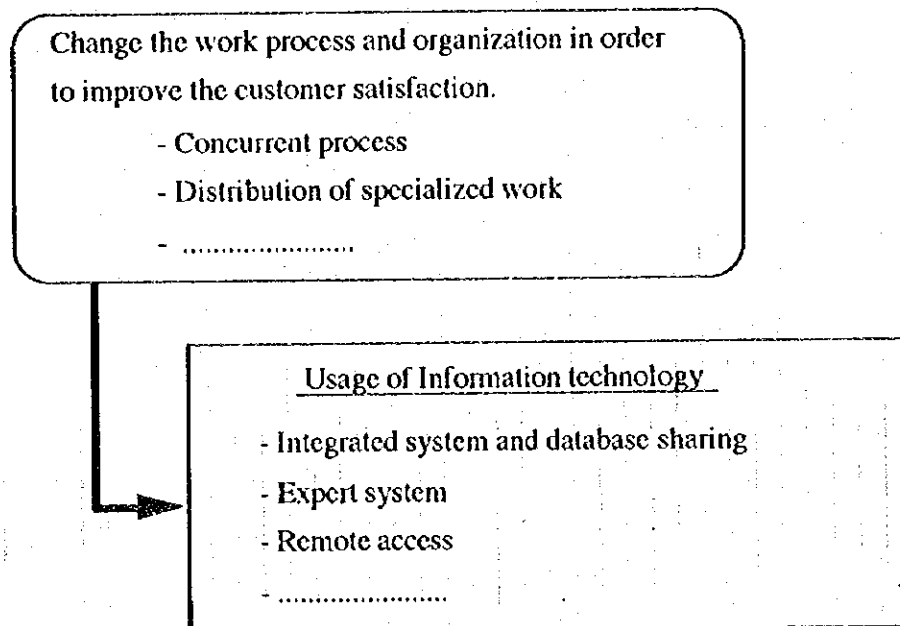 Change the work process and organization in order
to improve the customer satisfaction.
- Concurrent process
- Distribution of specialized work
- ........................
Usage of Information technology
- Integrated system and database sharing
- Expert system
- Remote access
- ........................